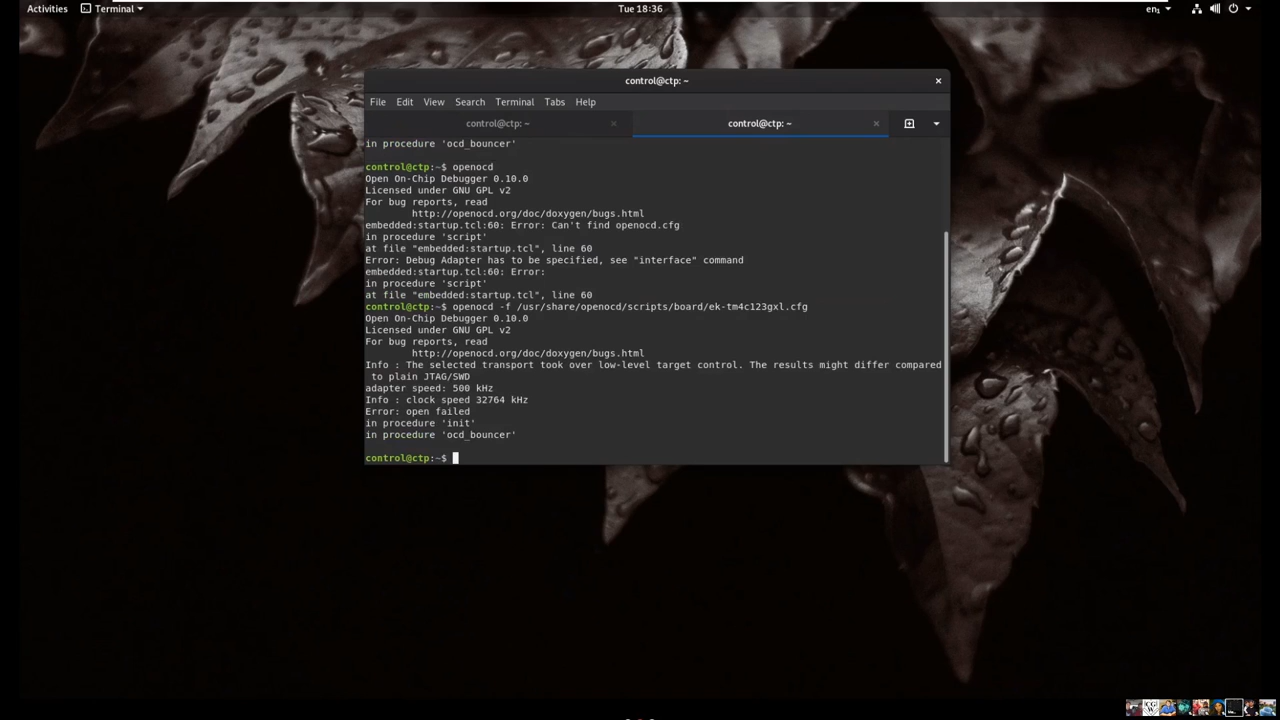 Activities Terminal Tue 18:36 en₁
control@ctp: ~
File Edit View Search Terminal Tabs Help
control@ctp: ~ control@ctp: ~
in procedure 'ocd_bouncer'
control@ctp:~$ openocd
Open On-Chip Debugger 0.10.0
Licensed under GNU GPL v2
For bug reports, read
http://openocd.org/doc/doxygen/bugs.html
embedded:startup.tcl:60: Error: Can't find openocd.cfg
in procedure 'script'
at file "embedded:startup.tcl", line 60
Error: Debug Adapter has to be specified, see "interface" command
embedded:startup.tcl:60: Error:
in procedure 'script'
at file "embedded:startup.tcl", line 60
control@ctp:~$ openocd -f /usr/share/openocd/scripts/board/ek-tm4c123gxl.cfg
Open On-Chip Debugger 0.10.0
Licensed under GNU GPL v2
For bug reports, read
http://openocd.org/doc/doxygen/bugs.html
Info : The selected transport took over low-level target control. The results might differ compared
to plain JTAG/SWD
adapter speed: 500 kHz
Info : clock speed 32764 kHz
Error: open failed
in procedure 'init'
in procedure 'ocd_bouncer'
control@ctp:~$